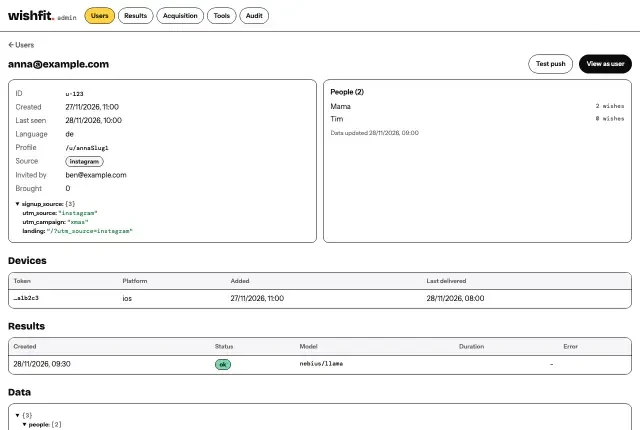 wishfit. admin Users Results Acquisition Tools Audit
← Users
anna@example.com Test push View as user
ID u-123
Created 27/11/2026, 11:00
Last seen 28/11/2026, 10:00
Language de
Profile /u/annaSlug1
Source instagram
Invited by ben@example.com
Brought 0
▼ signup_source: {3}
utm_source: "instagram"
utm_campaign: "xmas"
landing: "/?utm_source=instagram"
People (2)
Mama 2 wishes
Tim 0 wishes
Data updated 28/11/2026, 09:00
Devices
Token Platform Added Last delivered
…a1b2c3 ios 27/11/2026, 11:00 28/11/2026, 08:00
Results
Created Status Model Duration Error
28/11/2026, 09:30 ok nebius/llama -
Data
▼ {3}
▼ people: [2]